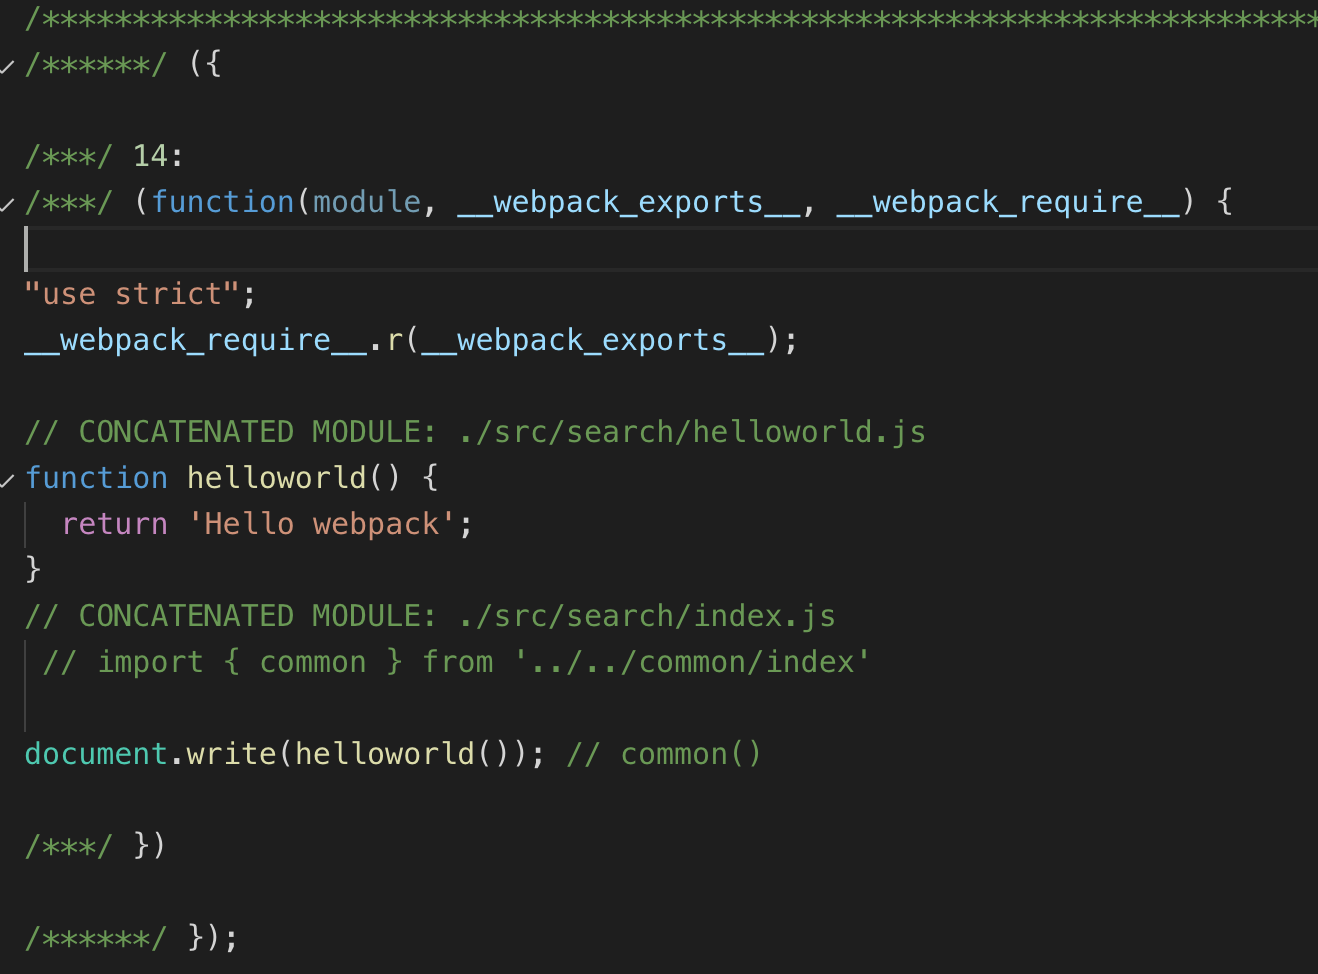 /***********************************************************************
/******/ ({
/***/ 14:
/***/ (function(module, __webpack_exports__, __webpack_require__) {
"use strict";
__webpack_require__.r(__webpack_exports__);
// CONCATENATED MODULE: ./src/search/helloworld.js
function helloworld() {
  return 'Hello webpack';
}
// CONCATENATED MODULE: ./src/search/index.js
 // import { common } from '../../common/index'
document.write(helloworld()); // common()
/***/ })
/******/ });